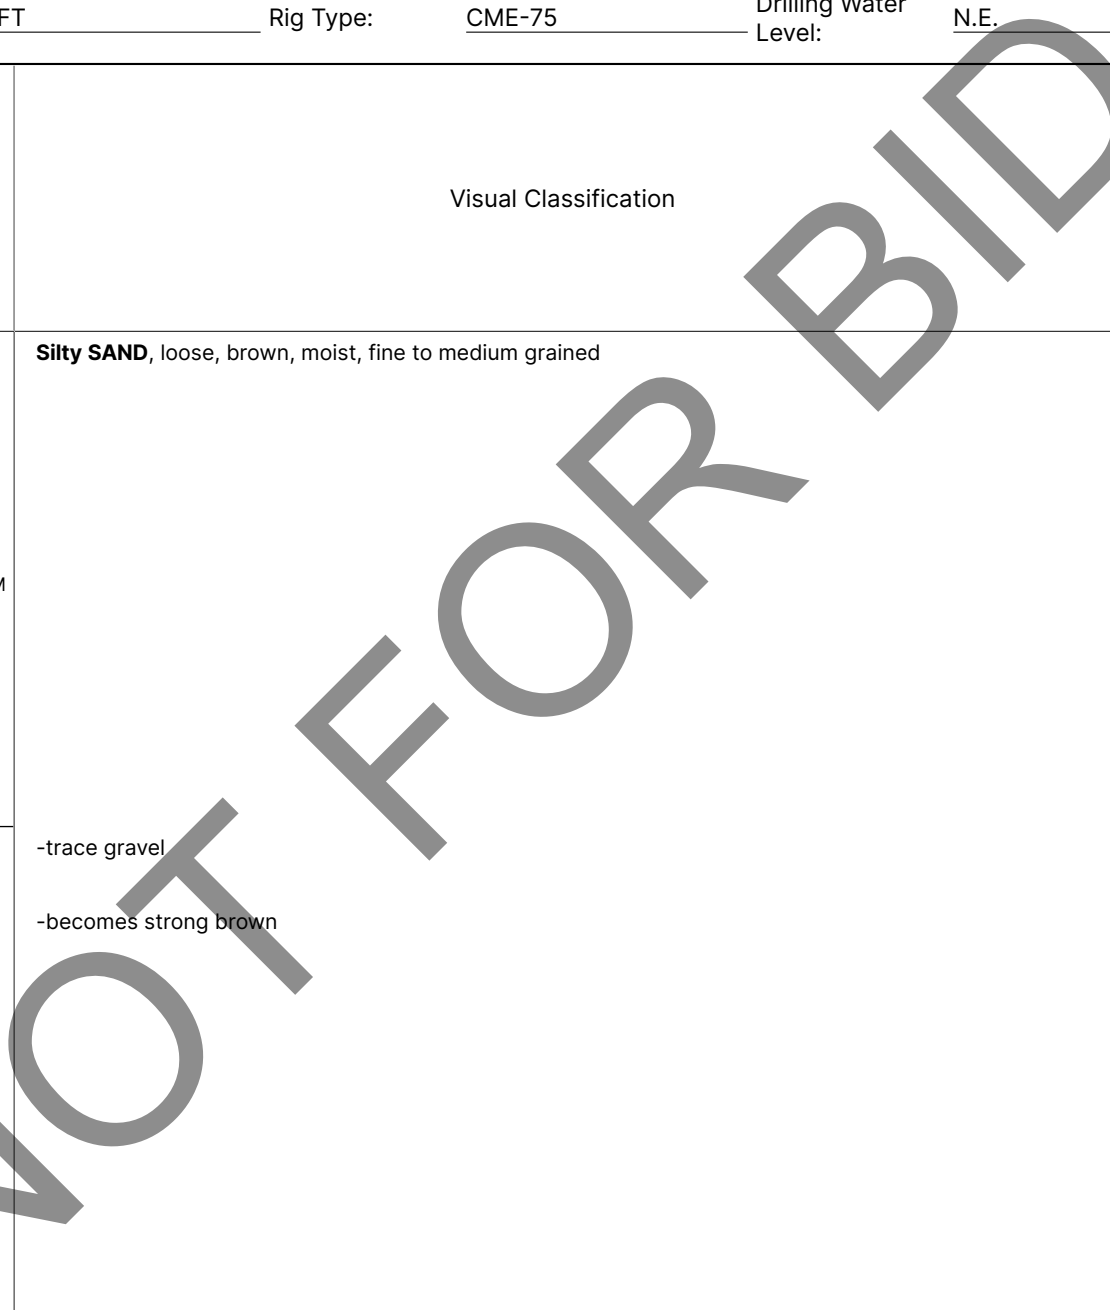 FT Rig Type: CME-75 Drilling Water Level: N.E.
Visual Classification
Silty SAND, loose, brown, moist, fine to medium grained
M
-trace gravel
-becomes strong brown
NOT FOR BID